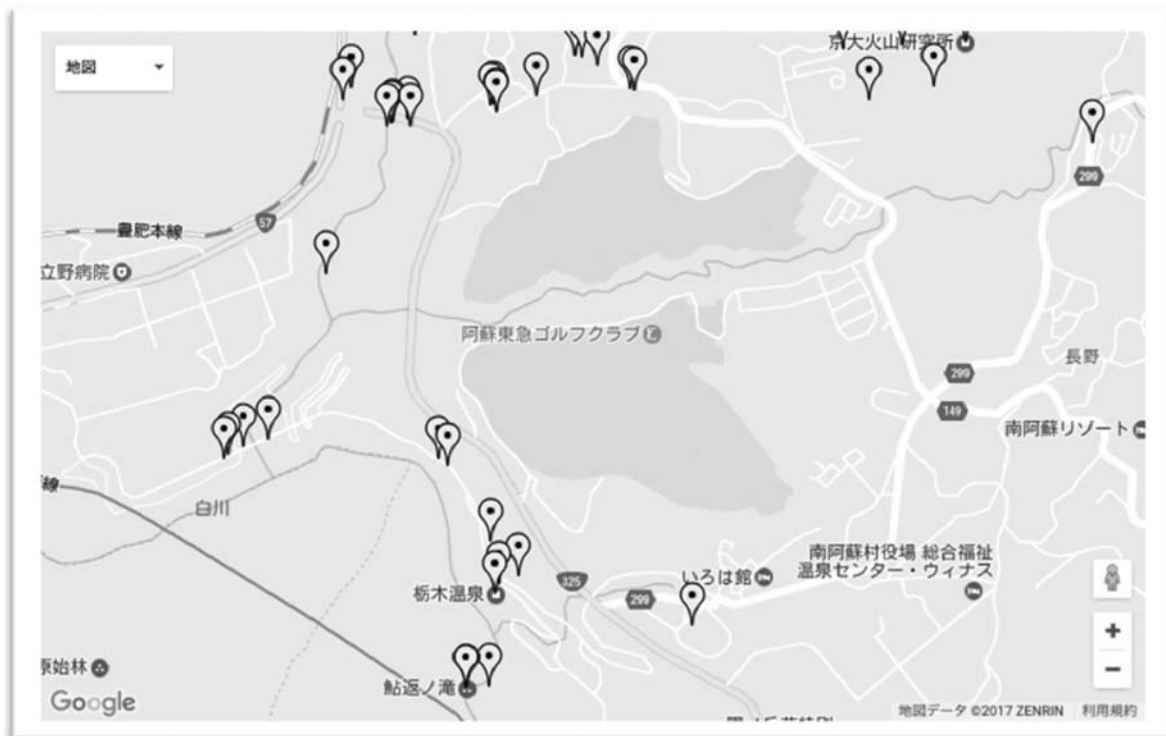 地図
京大火山研究所
299
57
豊肥本線
立野病院
阿蘇東急ゴルフクラブ
長野
299
149
南阿蘇リゾート
線
白川
南阿蘇村役場 総合福祉
温泉センター・ウィナス
いろは館
325
栃木温泉
299
原始林
鮎返ノ滝
Google
地図データ ©2017 ZENRIN
利用規約